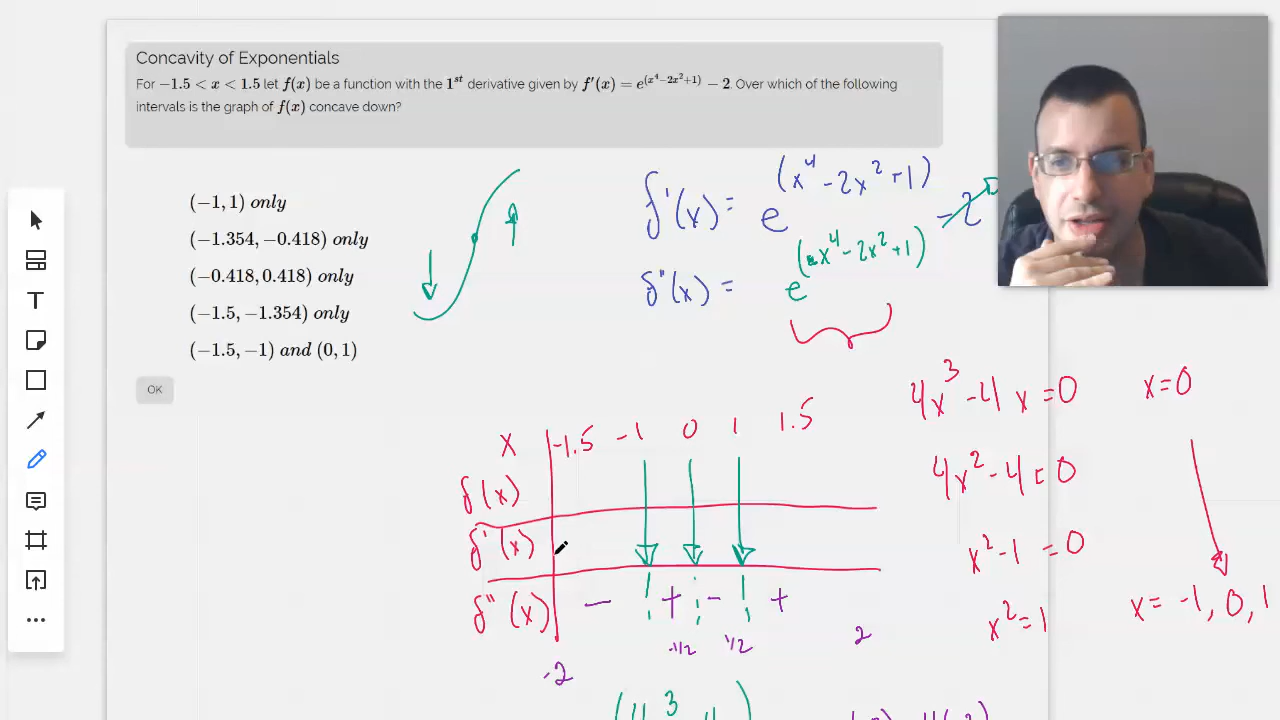 Concavity of Exponentials
For −1.5 < x < 1.5 let f(x) be a function with the 1ˢᵗ derivative given by f′(x) = e^(x⁴−2x²+1) − 2. Over which of the following
intervals is the graph of f(x) concave down?
(−1, 1) only
(−1.354, −0.418) only
(−0.418, 0.418) only
(−1.5, −1.354) only
(−1.5, −1) and (0, 1)
OK
T
f'(x) = e^(x⁴ - 2x² + 1) - 2
f''(x) = e^(x⁴ - 2x² + 1)
4x³ - 4x = 0
x = 0
4x² - 4 = 0
x² - 1 = 0
x² = 1
x = -1, 0, 1
x -1.5 -1 0 1 1.5
f(x)
f'(x)
f''(x) - + - +
-2 -1/2 1/2 2